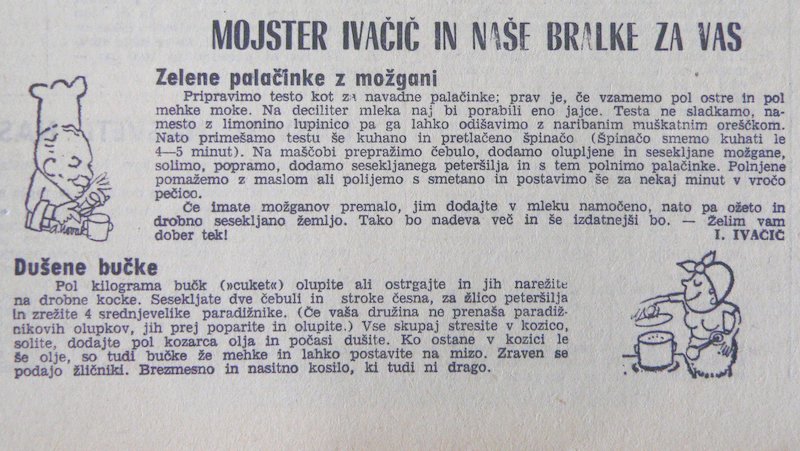 MOJSTER IVAČIČ IN NAŠE BRALKE ZA VAS
Zelene palačinke z možgani
Pripravimo testo kot za navadne palačinke; prav je, če vzamemo pol ostre in pol
mehke moke. Na deciliter mleka naj bi porabili eno jajce. Testa ne sladkamo, na-
mesto z limonino lupinico pa ga lahko odišavimo z naribanim muškatnim oreščkom.
Nato primešamo testu še kuhano in pretlačeno špinačo (Špinačo smemo kuhati le
4—5 minut). Na maščobi prepražimo čebulo, dodamo olupljene in sesekljane možgane,
solimo, popramo, dodamo sesekljanega peteršilja in s tem polnimo palačinke. Polnjene
pomažemo z maslom ali polijemo s smetano in postavimo še za nekaj minut v vročo
pečico.
Če imate možganov premalo, jim dodajte v mleku namočeno, nato pa ožeto in
drobno sesekljano žemljo. Tako bo nadeva več in še izdatnejši bo. — Želim vam
dober tek! I. IVAČIČ
Dušene bučke
Pol kilograma bučk (»cuket«) olupite ali ostrgajte in jih narežite
na drobne kocke. Sesekljate dve čebuli in stroke česna, za žlico peteršilja
in zrežite 4 srednjevelike paradižnike. (Če vaša družina ne prenaša paradiž-
nikovih olupkov, jih prej poparite in olupite.) Vse skupaj stresite v kozico,
solite, dodajte pol kozarca olja in počasi dušite. Ko ostane v kozici le
še olje, so tudi bučke že mehke in lahko postavite na mizo. Zraven se
podajo žličniki. Brezmesno in nasitno kosilo, ki tudi ni drago.